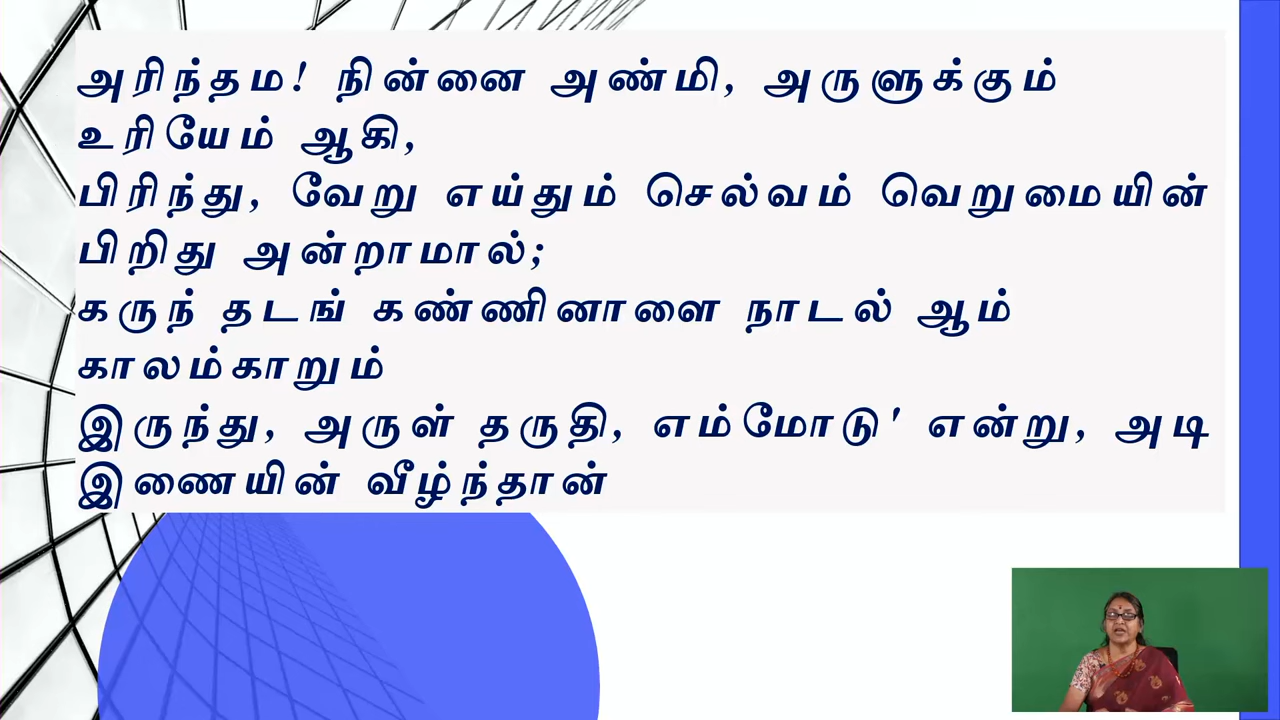 அரிந்தம! நின்னை அண்மி, அருளுக்கும்
உரியேம் ஆகி,
பிரிந்து, வேறு எய்தும் செல்வம் வெறுமையின்
பிறிது அன்றாமால்;
கருந் தடங் கண்ணினாளை நாடல் ஆம்
காலம்காறும்
இருந்து, அருள் தருதி, எம்மோடு' என்று, அடி
இணையின் வீழ்ந்தான்